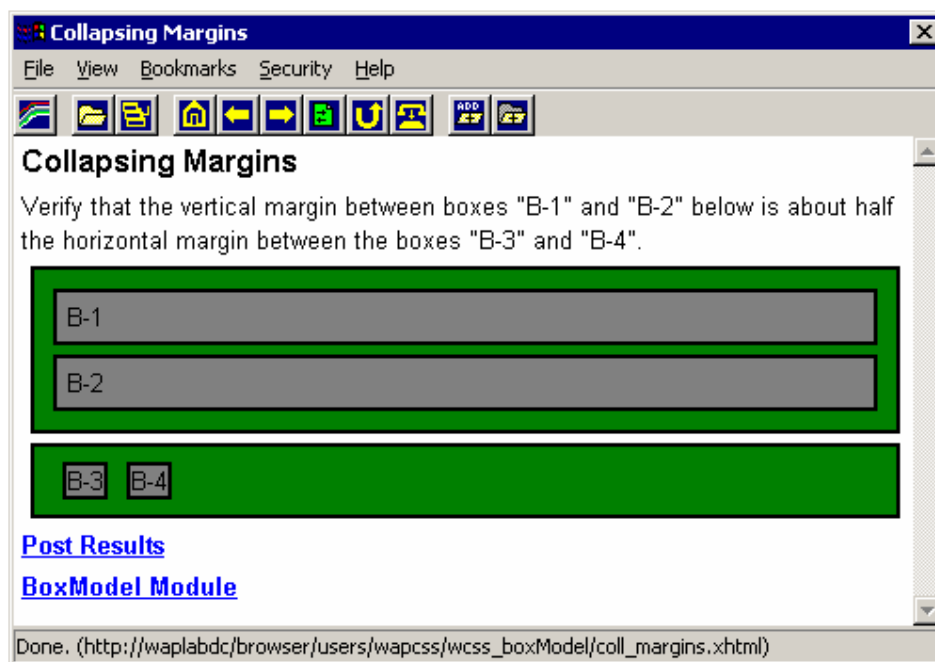 Collapsing Margins
File View Bookmarks Security Help
ADD
Collapsing Margins
Verify that the vertical margin between boxes "B-1" and "B-2" below is about half
the horizontal margin between the boxes "B-3" and "B-4".
B-1
B-2
B-3 B-4
Post Results
BoxModel Module
Done. (http://waplabdc/browser/users/wapcss/wcss_boxModel/coll_margins.xhtml)